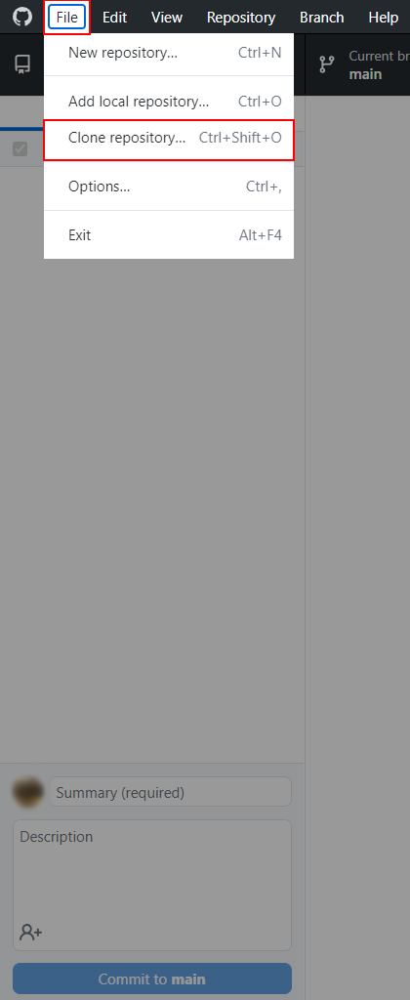 File Edit View Repository Branch Help
New repository... Ctrl+N
Current br
main
Add local repository... Ctrl+O
Clone repository... Ctrl+Shift+O
Options... Ctrl+,
Exit Alt+F4
Summary (required)
Description
Commit to main